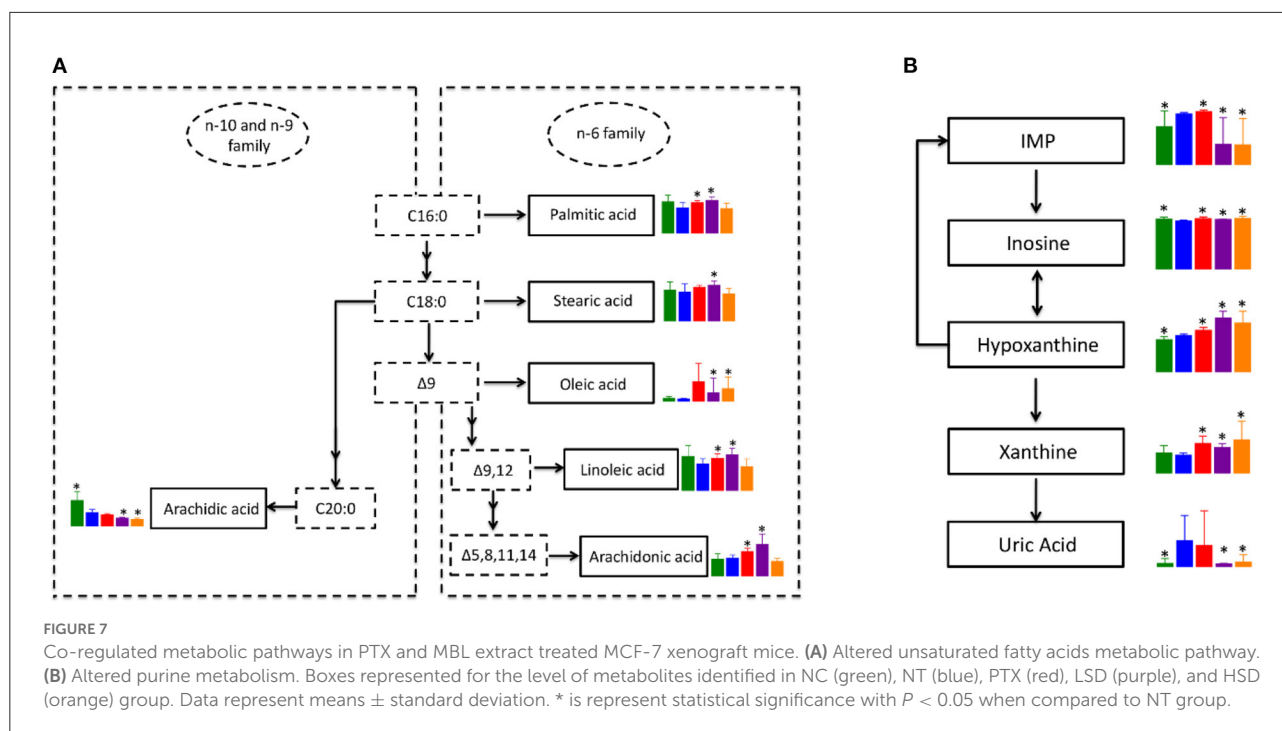 A
n-10 and n-9
family
n-6 family
C16:0
Palmitic acid
* *
C18:0
Stearic acid
*
Δ9
Oleic acid
* *
Δ9,12
Linoleic acid
* *
*
Arachidic acid
* *
C20:0
Δ5,8,11,14
Arachidonic acid
* *
B
IMP
* * * *
Inosine
* * * *
Hypoxanthine
* * * *
Xanthine
* * *
Uric Acid
* * *
FIGURE 7
Co-regulated metabolic pathways in PTX and MBL extract treated MCF-7 xenograft mice. (A) Altered unsaturated fatty acids metabolic pathway.
(B) Altered purine metabolism. Boxes represented for the level of metabolites identified in NC (green), NT (blue), PTX (red), LSD (purple), and HSD
(orange) group. Data represent means ± standard deviation. * is represent statistical significance with P < 0.05 when compared to NT group.